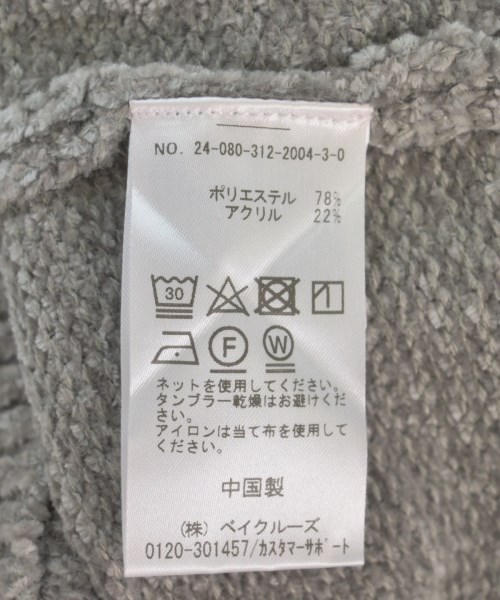 NO. 24-080-312-2004-3-0
ポリエステル 78%
アクリル 22%
30
F W
ネットを使用してください。
タンブラー乾燥はお避けくだ
さい。
アイロンは当て布を使用して
ください。
中国製
(株) ベイクルーズ
0120-301457/カスタマーサポート